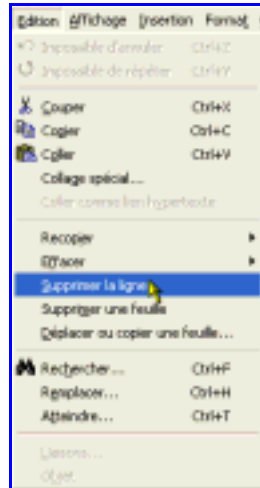 Edition Affichage Insertion Format
Impossible d'annuler Ctrl+Z
Impossible de répéter Ctrl+Y
Couper Ctrl+X
Copier Ctrl+C
Coller Ctrl+V
Collage spécial...
Coller comme lien hypertexte
Recopier
Effacer
Supprimer la ligne
Supprimer une feuille
Déplacer ou copier une feuille...
Rechercher... Ctrl+F
Remplacer... Ctrl+H
Atteindre... Ctrl+T
Liaisons...
Objet